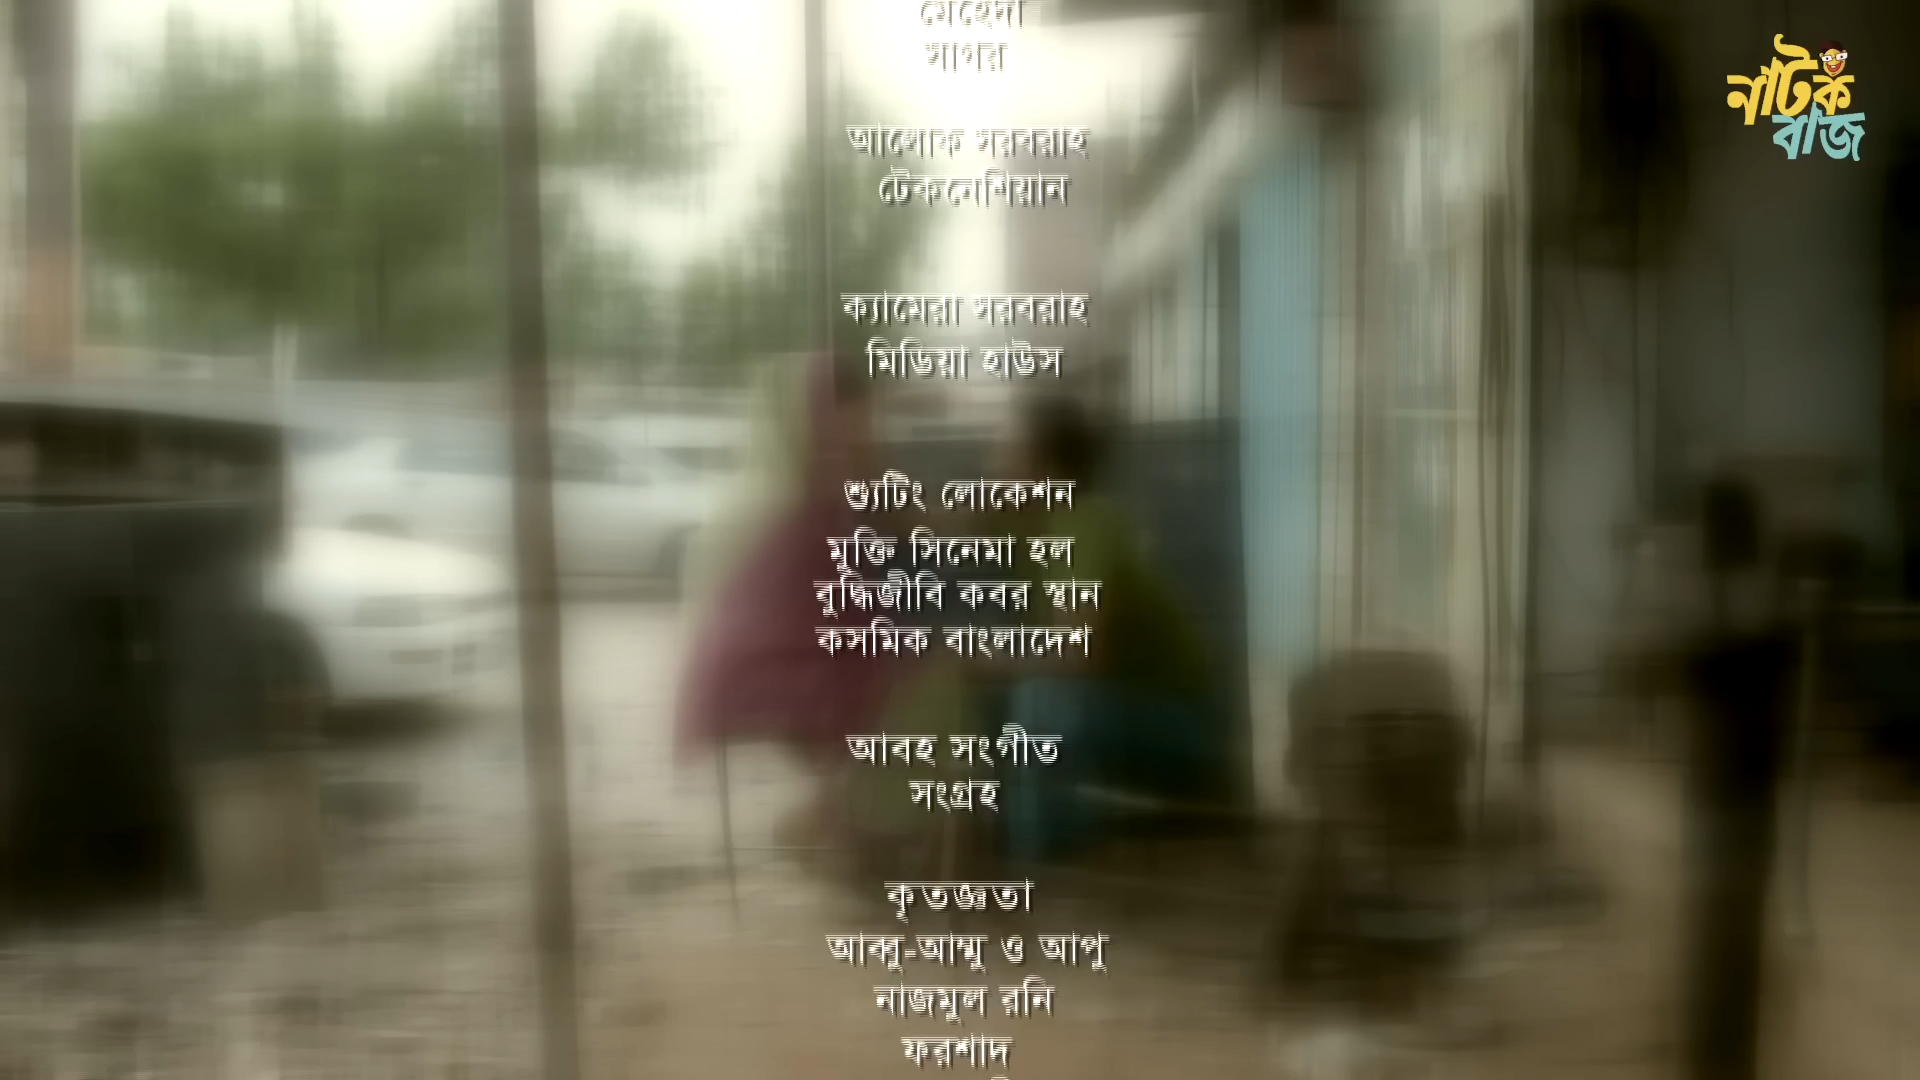 মেহেদী
সাগর
আলোক সরবরাহ
টেকনেশিয়ান
ক্যামেরা সরবরাহ
মিডিয়া হাউস
শ্যুটিং লোকেশন
মুক্তি সিনেমা হল
বুদ্ধিজীবি কবর স্থান
কসমিক বাংলাদেশ
আবহ সংগীত
সংগ্রহ
কৃতজ্ঞতা
আব্বু-আম্মু ও আপু
নাজমুল রনি
ফরশাদ
নাটক
বাজ